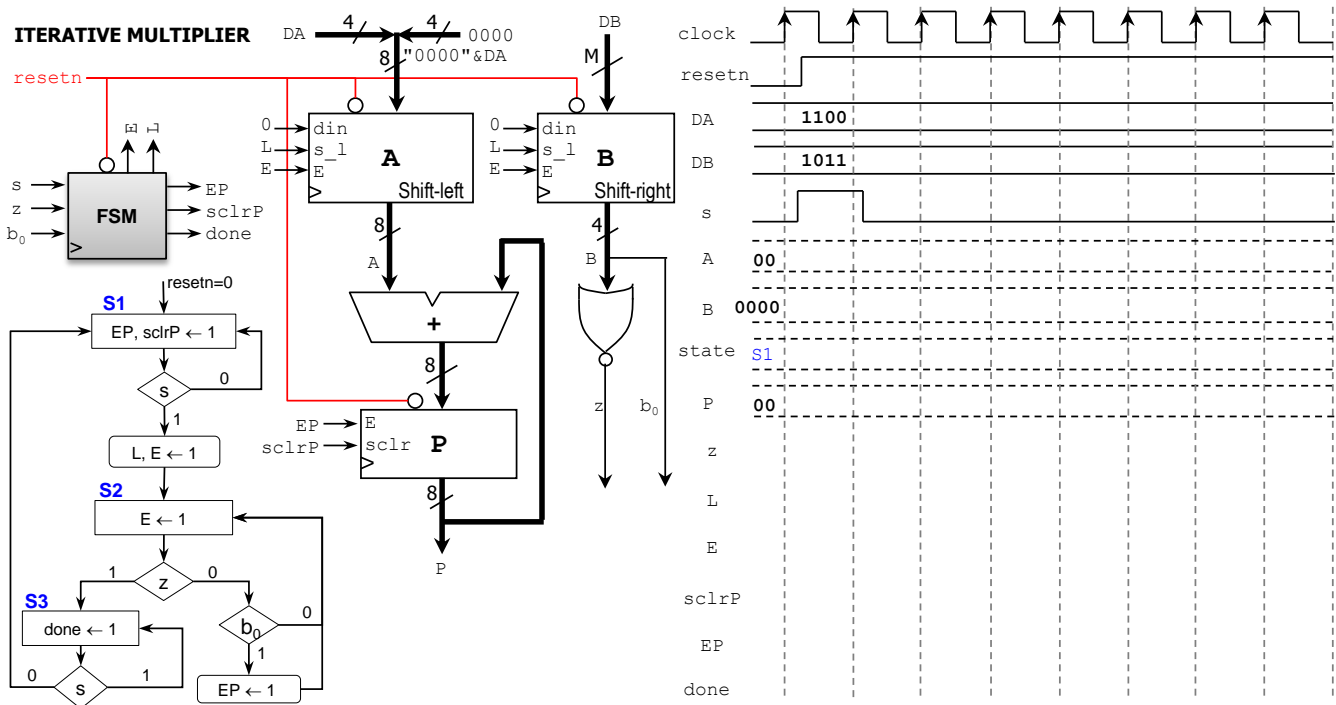 ITERATIVE MULTIPLIER
DA
4
4
0000
8
"0000"&DA
DB
M
resetn
E
L
s
z
b₀
FSM
EP
sclrP
done
0
L
E
din
s_l
E
A
Shift-left
0
L
E
din
s_l
E
B
Shift-right
8
A
4
B
+
8
z
b₀
EP
sclrP
E
sclr
P
8
P
resetn=0
S1
EP, sclrP ← 1
s
0
1
L, E ← 1
S2
E ← 1
1
z
0
S3
done ← 1
b₀
0
1
0
s
1
EP ← 1
clock
resetn
DA
1100
DB
1011
s
A
00
B
0000
state
S1
P
00
z
L
E
sclrP
EP
done